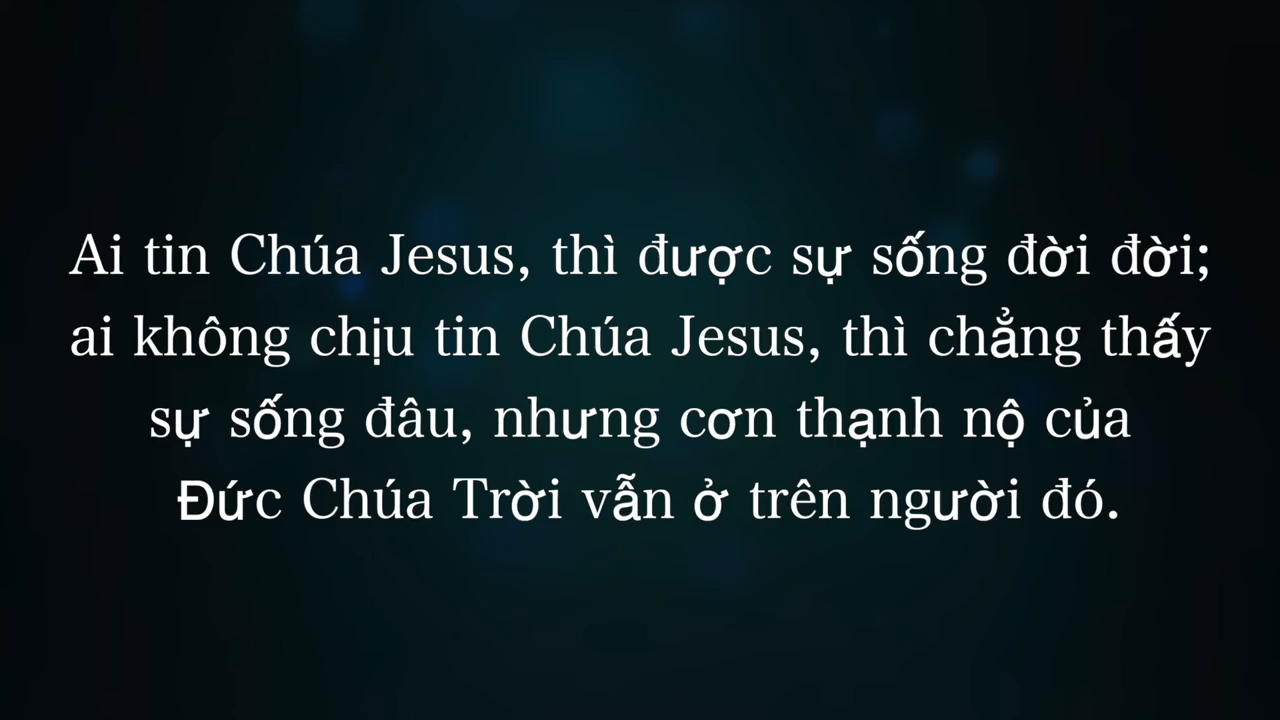 Ai tin Chúa Jesus, thì được sự sống đời đời;
ai không chịu tin Chúa Jesus, thì chẳng thấy
sự sống đâu, nhưng cơn thạnh nộ của
Đức Chúa Trời vẫn ở trên người đó.